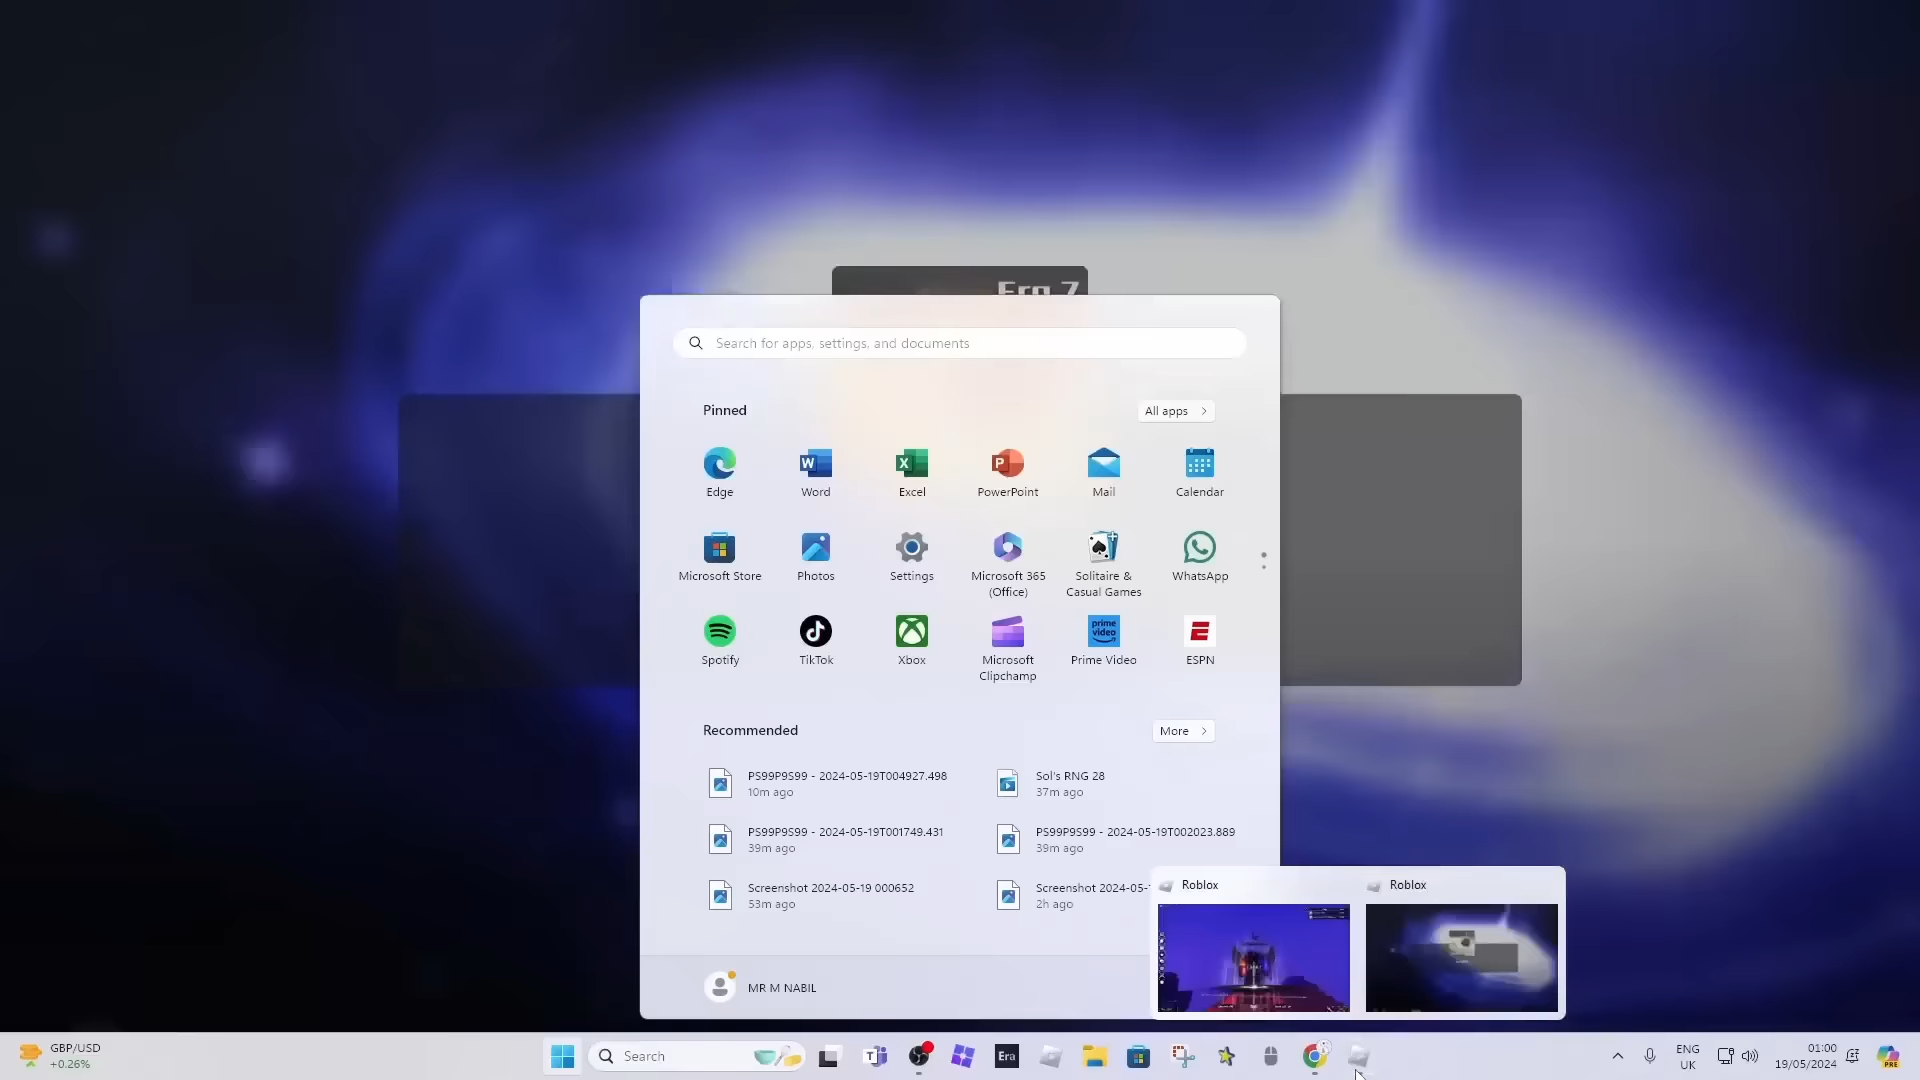 Era 7
Search for apps, settings, and documents
Pinned
All apps
Edge
Word
Excel
PowerPoint
Mail
Calendar
Microsoft Store
Photos
Settings
Microsoft 365
(Office)
Solitaire &
Casual Games
WhatsApp
prime
video
Spotify
TikTok
Xbox
Microsoft
Clipchamp
Prime Video
ESPN
Recommended
More
PS99P9S99 - 2024-05-19T004927.498
10m ago
Sol's RNG 28
37m ago
PS99P9S99 - 2024-05-19T001749.431
39m ago
PS99P9S99 - 2024-05-19T002023.889
39m ago
Screenshot 2024-05-19 000652
53m ago
Screenshot 2024-05-
2h ago
Roblox
Roblox
MR M NABIL
GBP/USD
+0.26%
Search
Era
ENG
UK
01:00
19/05/2024
PRE